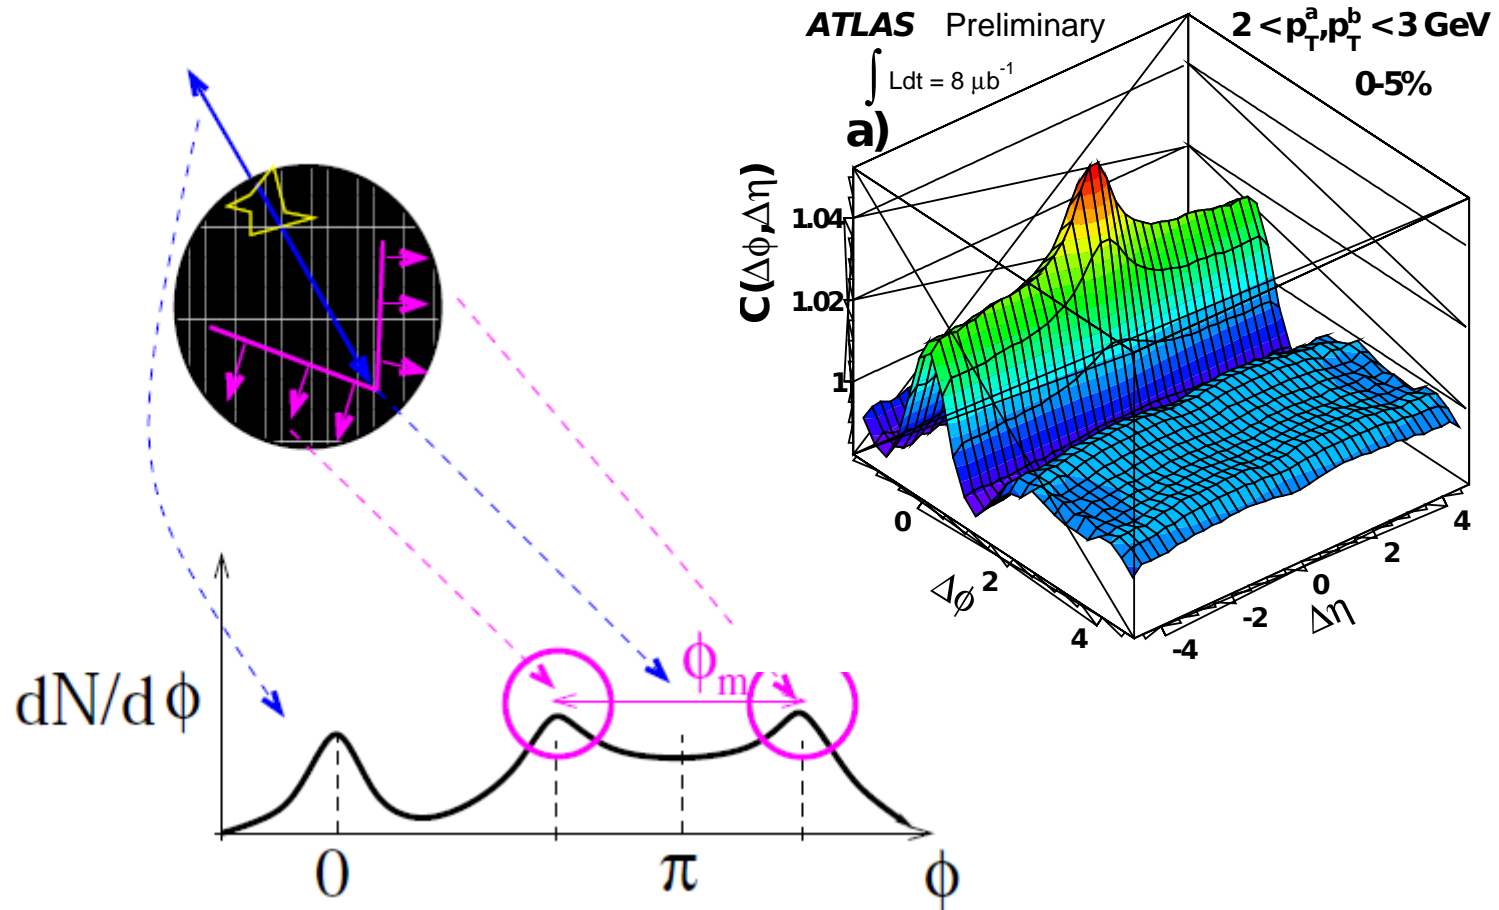 ATLAS Preliminary
2 < p_T^a, p_T^b < 3 GeV
∫ Ldt = 8 μb^-1
0-5%
a)
C(Δϕ,Δη)
1.04
1.02
1
0
2
4
Δϕ
-4
-2
0
2
4
Δη
ϕ_m
dN/dϕ
0
π
ϕ